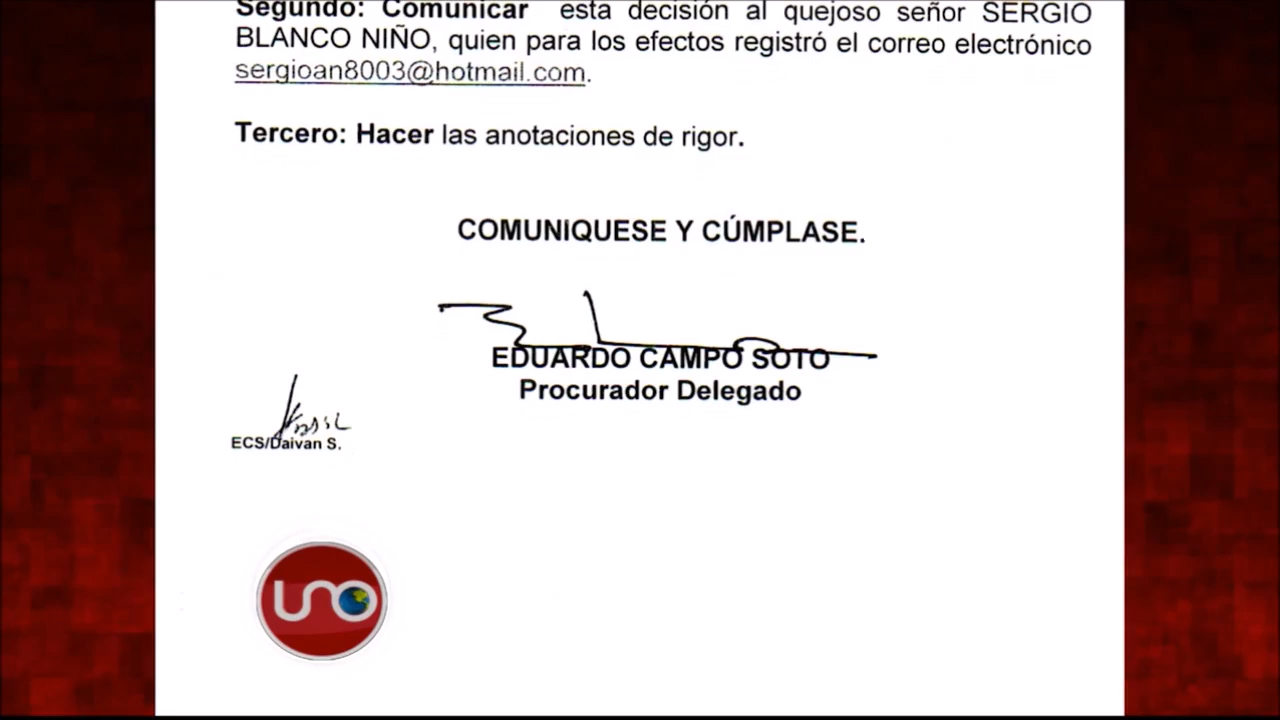 Segundo: Comunicar esta decisión al quejoso señor SERGIO
BLANCO NIÑO, quien para los efectos registró el correo electrónico
sergioan8003@hotmail.com.
Tercero: Hacer las anotaciones de rigor.
COMUNIQUESE Y CÚMPLASE.
EDUARDO CAMPO SOTO
Procurador Delegado
ECS/Daivan S.
UNO